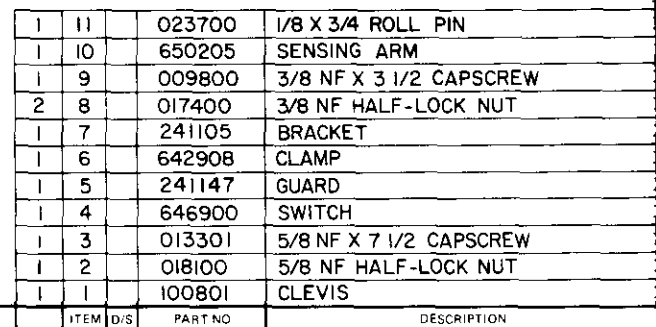 1 11 023700 1/8 X 3/4 ROLL PIN
1 10 650205 SENSING ARM
1 9 009800 3/8 NF X 3 1/2 CAPSCREW
2 8 017400 3/8 NF HALF-LOCK NUT
1 7 241105 BRACKET
1 6 642908 CLAMP
1 5 241147 GUARD
1 4 646900 SWITCH
1 3 013301 5/8 NF X 7 1/2 CAPSCREW
1 2 018100 5/8 NF HALF-LOCK NUT
1 1 100801 CLEVIS
ITEM D/S PART NO DESCRIPTION